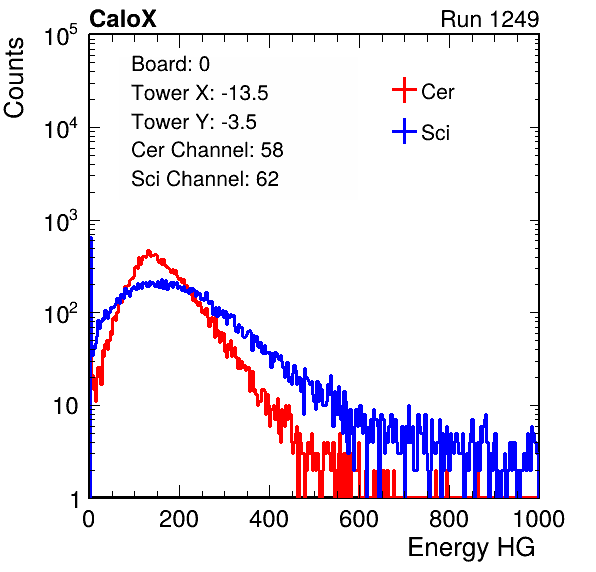 CaloX Run 1249
Counts
Board: 0
Tower X: -13.5
Tower Y: -3.5
Cer Channel: 58
Sci Channel: 62
Cer
Sci
10^5
10^4
10^3
10^2
10
1
0 200 400 600 800 1000
Energy HG